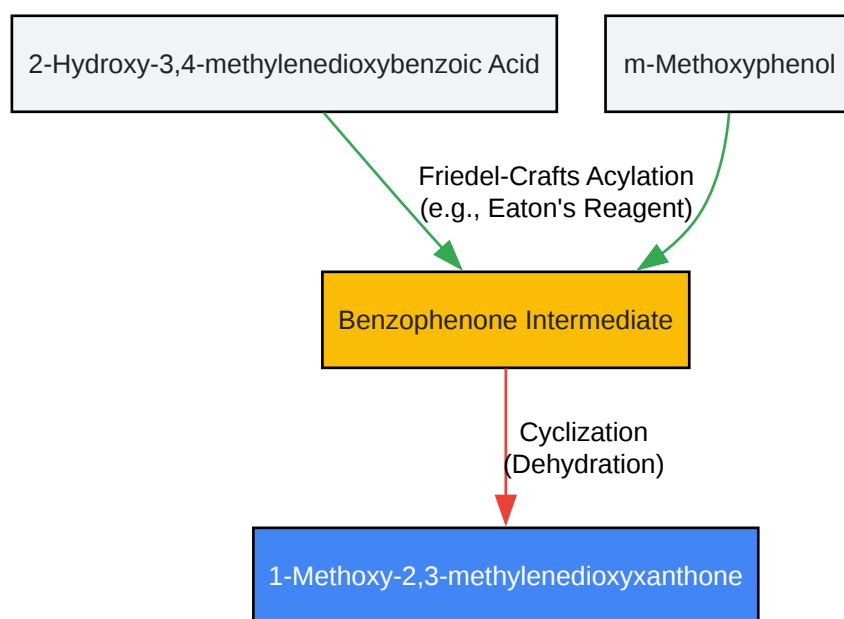 2-Hydroxy-3,4-methylenedioxybenzoic Acid
m-Methoxyphenol
Friedel-Crafts Acylation
(e.g., Eaton's Reagent)
Benzophenone Intermediate
Cyclization
(Dehydration)
1-Methoxy-2,3-methylenedioxyxanthone